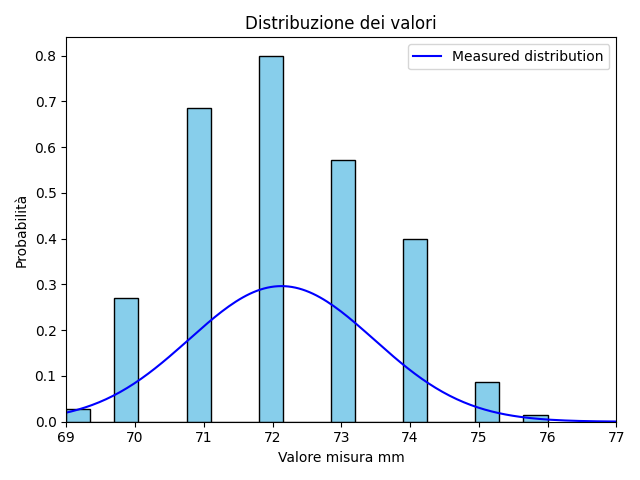 Distribuzione dei valori
Measured distribution
Probabilità
0.8
0.7
0.6
0.5
0.4
0.3
0.2
0.1
0.0
69 70 71 72 73 74 75 76 77
Valore misura mm